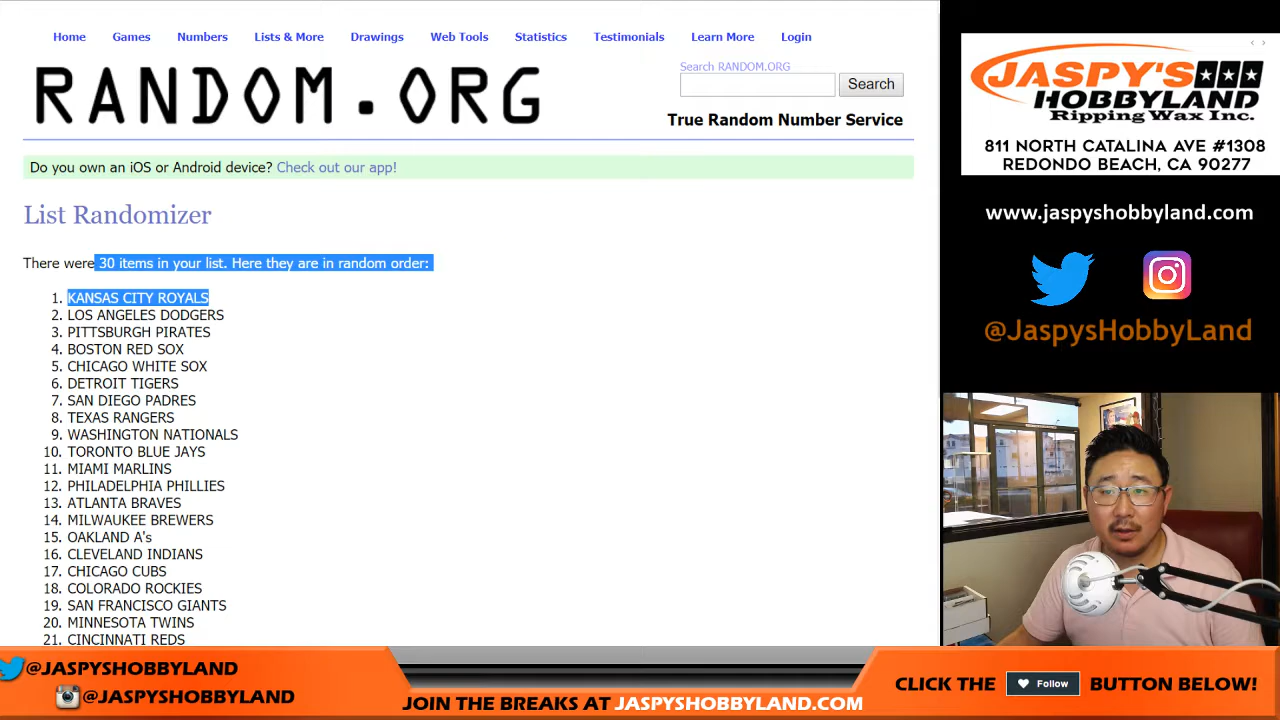 Home Games Numbers Lists & More Drawings Web Tools Statistics Testimonials Learn More Login
RANDOM.ORG
Search RANDOM.ORG
Search
True Random Number Service
Do you own an iOS or Android device? Check out our app!
List Randomizer
There were 30 items in your list. Here they are in random order:
1. KANSAS CITY ROYALS
2. LOS ANGELES DODGERS
3. PITTSBURGH PIRATES
4. BOSTON RED SOX
5. CHICAGO WHITE SOX
6. DETROIT TIGERS
7. SAN DIEGO PADRES
8. TEXAS RANGERS
9. WASHINGTON NATIONALS
10. TORONTO BLUE JAYS
11. MIAMI MARLINS
12. PHILADELPHIA PHILLIES
13. ATLANTA BRAVES
14. MILWAUKEE BREWERS
15. OAKLAND A's
16. CLEVELAND INDIANS
17. CHICAGO CUBS
18. COLORADO ROCKIES
19. SAN FRANCISCO GIANTS
20. MINNESOTA TWINS
21. CINCINNATI REDS
JASPY'S
HOBBYLAND
Ripping Wax Inc.
811 NORTH CATALINA AVE #1308
REDONDO BEACH, CA 90277
www.jaspyshobbyland.com
@JaspysHobbyLand
@JASPYSHOBBYLAND
@JASPYSHOBBYLAND
JOIN THE BREAKS AT JASPYSHOBBYLAND.COM
CLICK THE Follow BUTTON BELOW!